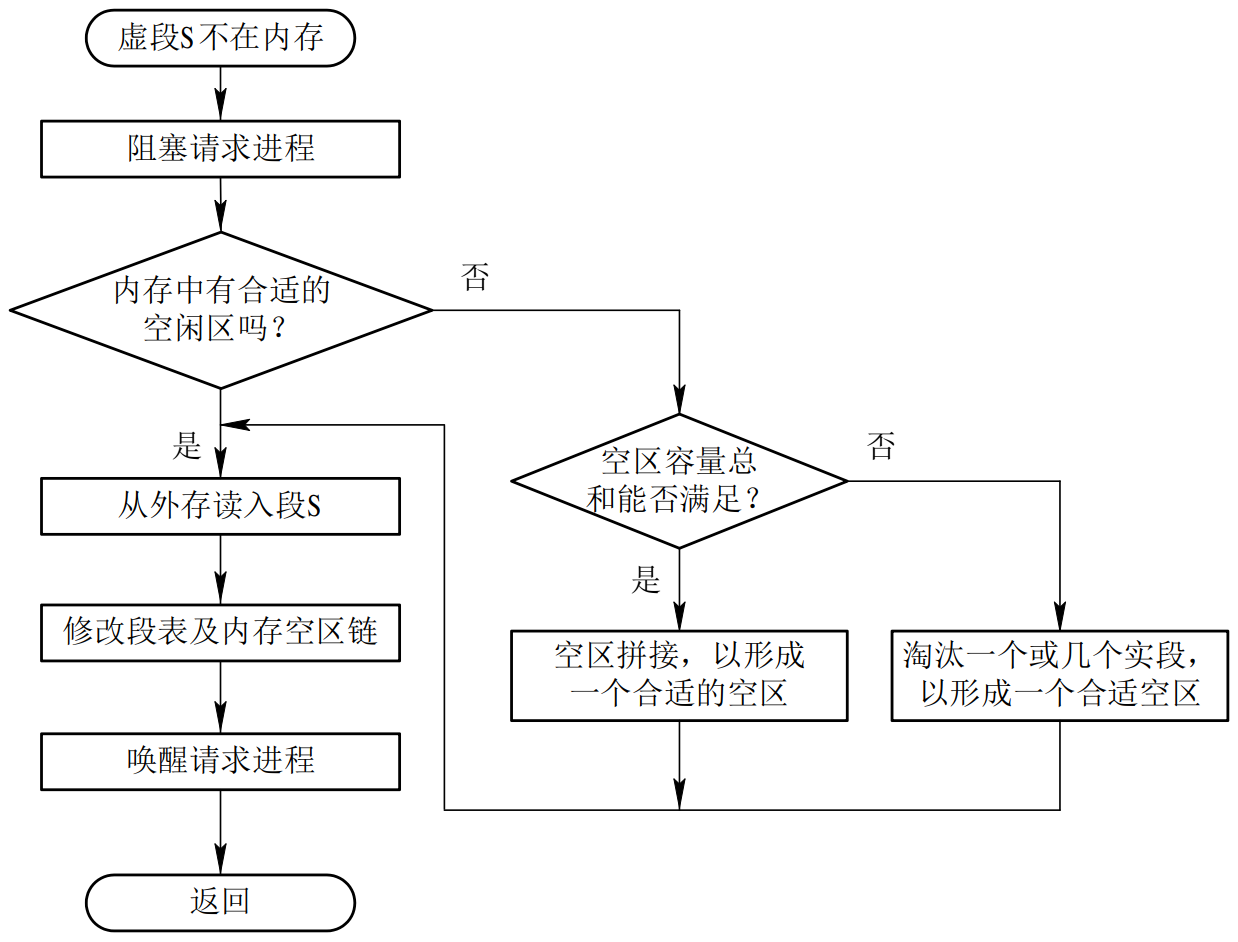 虚段S不在内存
阻塞请求进程
内存中有合适的
空闲区吗？
否
是
从外存读入段S
修改段表及内存空区链
唤醒请求进程
返回
空区容量总
和能否满足？
否
是
空区拼接，以形成
一个合适的空区
淘汰一个或几个实段，
以形成一个合适空区